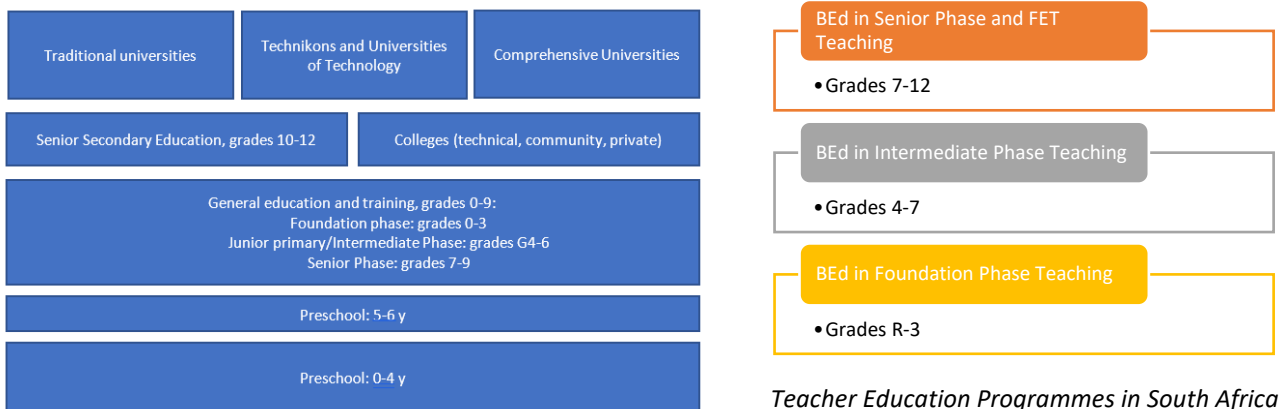 Traditional universities
Technikons and Universities
of Technology
Comprehensive Universities
Senior Secondary Education, grades 10-12
Colleges (technical, community, private)
General education and training, grades 0-9:
Foundation phase: grades 0-3
Junior primary/Intermediate Phase: grades G4-6
Senior Phase: grades 7-9
Preschool: 5-6 y
Preschool: 0-4 y
BEd in Senior Phase and FET
Teaching
•Grades 7-12
BEd in Intermediate Phase Teaching
•Grades 4-7
BEd in Foundation Phase Teaching
•Grades R-3
Teacher Education Programmes in South Africa